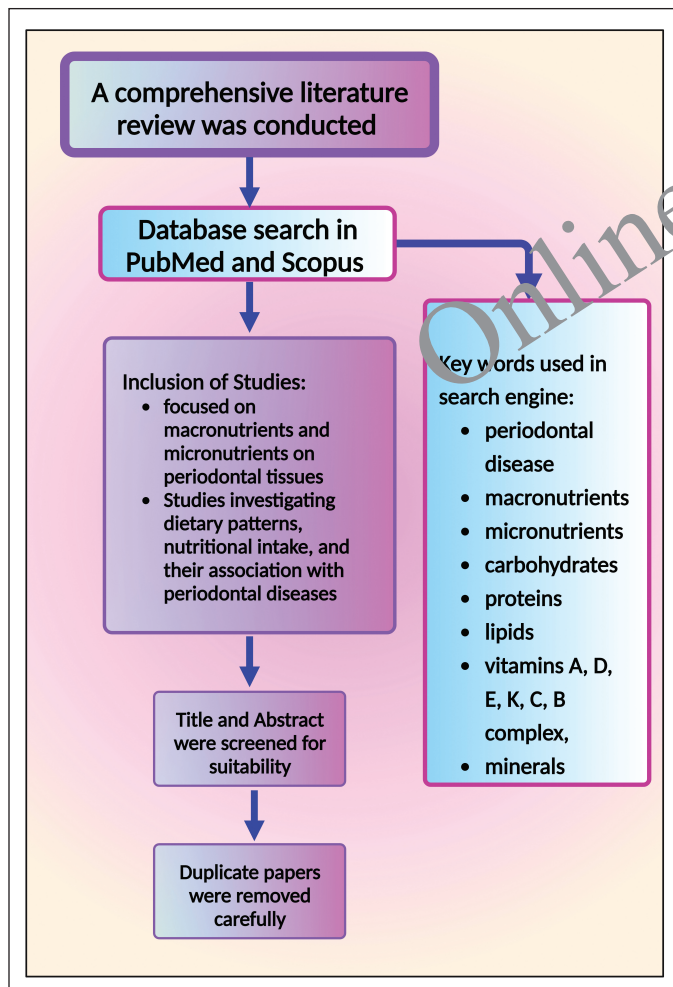 A comprehensive literature
review was conducted
Database search in
PubMed and Scopus
Online
Inclusion of Studies:
• focused on
macronutrients and
micronutrients on
periodontal tissues
• Studies investigating
dietary patterns,
nutritional intake, and
their association with
periodontal diseases
Key words used in
search engine:
• periodontal
disease
• macronutrients
• micronutrients
• carbohydrates
• proteins
• lipids
• vitamins A, D,
E, K, C, B
complex,
• minerals
Title and Abstract
were screened for
suitability
Duplicate papers
were removed
carefully